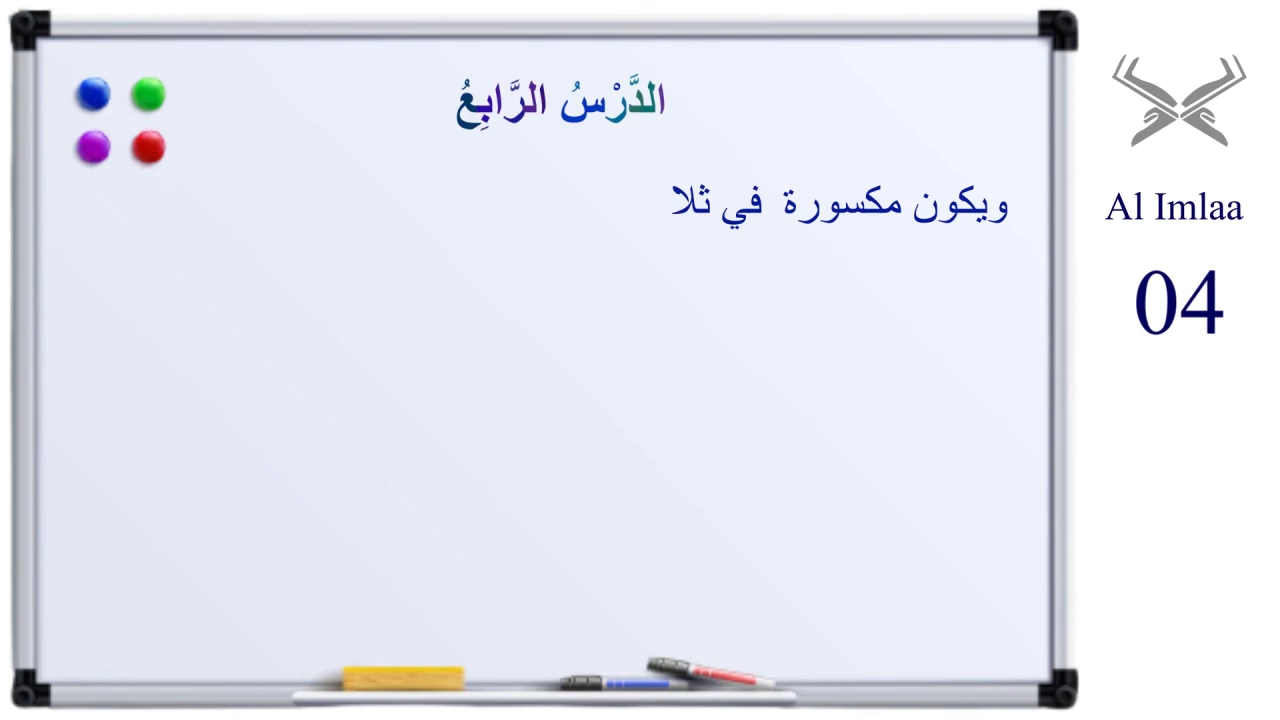 الدَّرْسُ الرَّابِعُ
ويكون مكسورة في ثلا
Al Imlaa
04